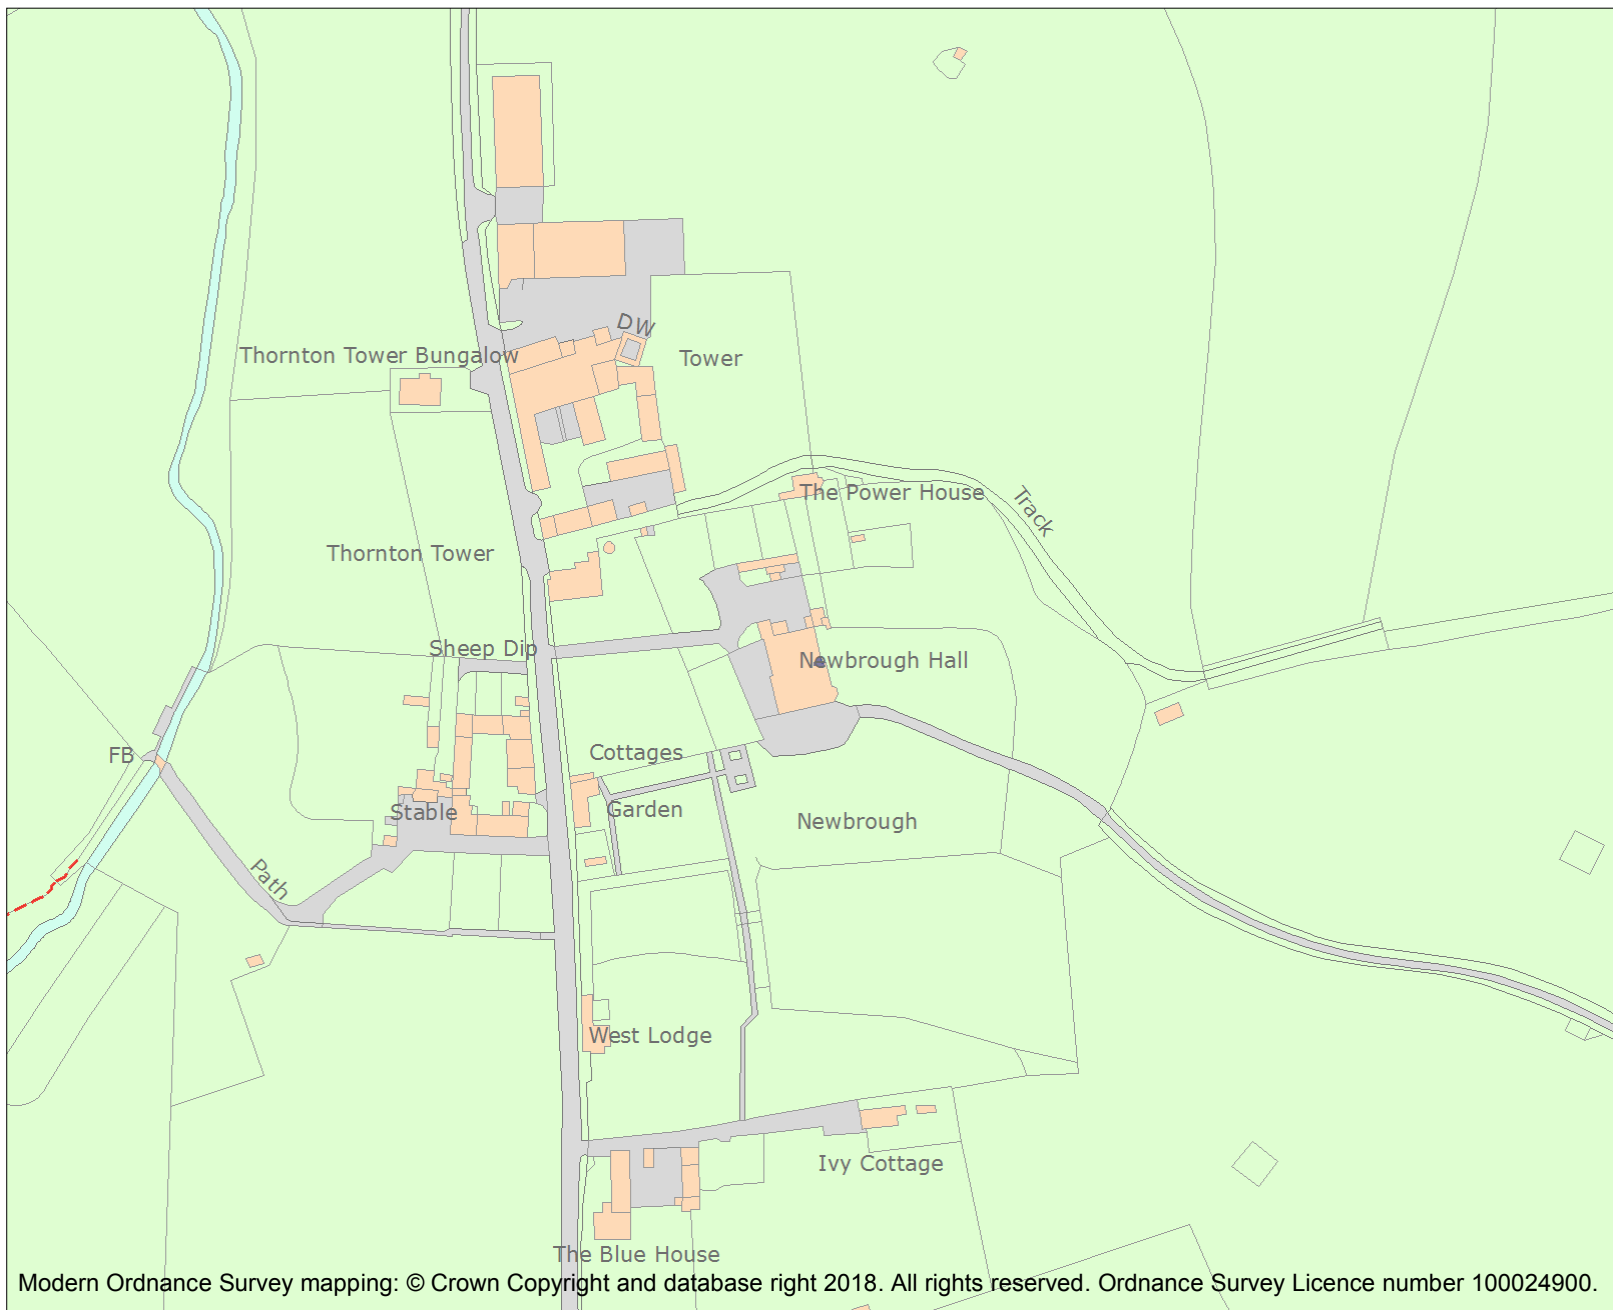 DW
Thornton Tower Bungalow
Tower
The Power House
Track
Thornton Tower
Sheep Dip
Newbrough Hall
FB
Cottages
Stable
Garden
Newbrough
Path
West Lodge
Ivy Cottage
The Blue House
Modern Ordnance Survey mapping: © Crown Copyright and database right 2018. All rights reserved. Ordnance Survey Licence number 100024900.